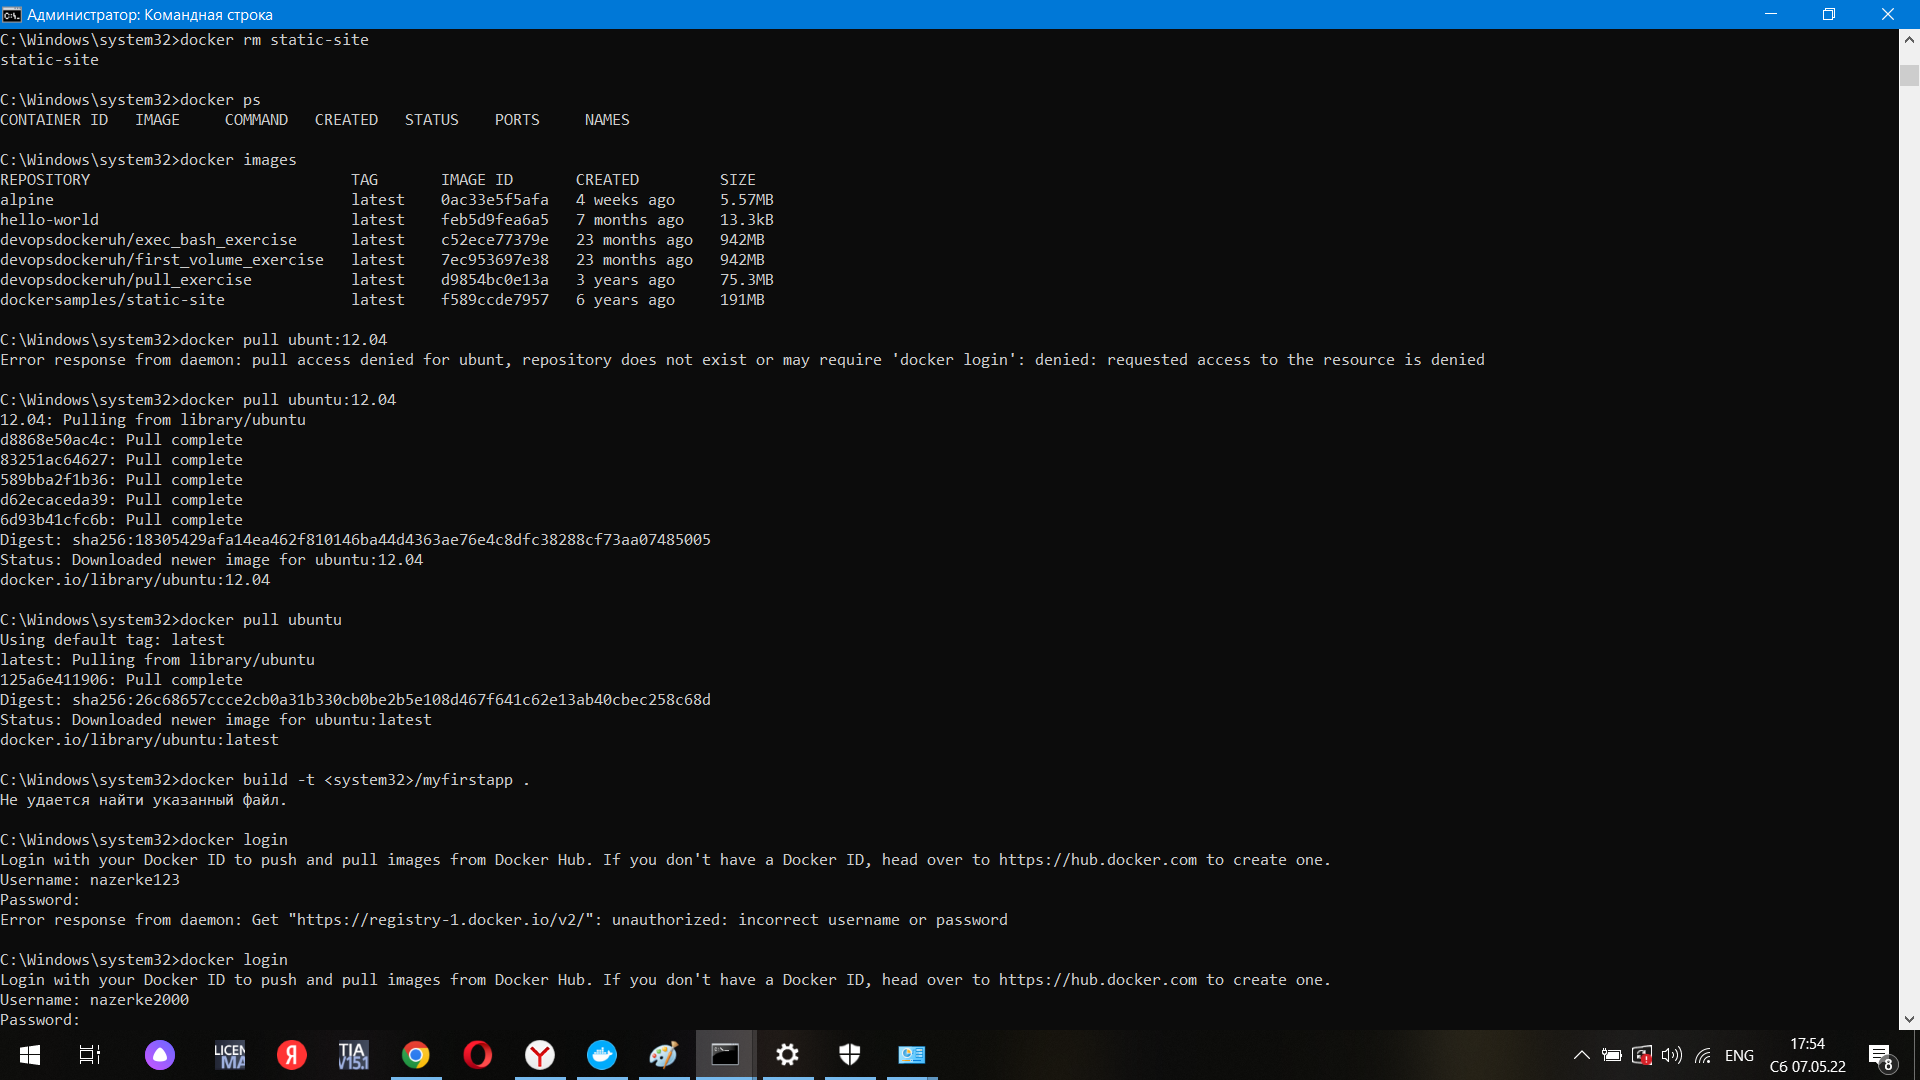 Администратор: Командная строка
C:\Windows\system32>docker rm static-site
static-site
C:\Windows\system32>docker ps
CONTAINER ID   IMAGE     COMMAND   CREATED   STATUS    PORTS     NAMES
C:\Windows\system32>docker images
REPOSITORY                             TAG       IMAGE ID       CREATED         SIZE
alpine                                 latest    0ac33e5f5afa   4 weeks ago     5.57MB
hello-world                            latest    feb5d9fea6a5   7 months ago    13.3kB
devopsdockeruh/exec_bash_exercise      latest    c52ece77379e   23 months ago   942MB
devopsdockeruh/first_volume_exercise   latest    7ec953697e38   23 months ago   942MB
devopsdockeruh/pull_exercise           latest    d9854bc0e13a   3 years ago     75.3MB
dockersamples/static-site              latest    f589ccde7957   6 years ago     191MB
C:\Windows\system32>docker pull ubunt:12.04
Error response from daemon: pull access denied for ubunt, repository does not exist or may require 'docker login': denied: requested access to the resource is denied
C:\Windows\system32>docker pull ubuntu:12.04
12.04: Pulling from library/ubuntu
d8868e50ac4c: Pull complete
83251ac64627: Pull complete
589bba2f1b36: Pull complete
d62ecaceda39: Pull complete
6d93b41cfc6b: Pull complete
Digest: sha256:18305429afa14ea462f810146ba44d4363ae76e4c8dfc38288cf73aa07485005
Status: Downloaded newer image for ubuntu:12.04
docker.io/library/ubuntu:12.04
C:\Windows\system32>docker pull ubuntu
Using default tag: latest
latest: Pulling from library/ubuntu
125a6e411906: Pull complete
Digest: sha256:26c68657ccce2cb0a31b330cb0be2b5e108d467f641c62e13ab40cbec258c68d
Status: Downloaded newer image for ubuntu:latest
docker.io/library/ubuntu:latest
C:\Windows\system32>docker build -t <system32>/myfirstapp .
Не удается найти указанный файл.
C:\Windows\system32>docker login
Login with your Docker ID to push and pull images from Docker Hub. If you don't have a Docker ID, head over to https://hub.docker.com to create one.
Username: nazerke123
Password:
Error response from daemon: Get "https://registry-1.docker.io/v2/": unauthorized: incorrect username or password
C:\Windows\system32>docker login
Login with your Docker ID to push and pull images from Docker Hub. If you don't have a Docker ID, head over to https://hub.docker.com to create one.
Username: nazerke2000
Password:
LICEN
MA
Я
TIA
V15.1
ENG
17:54
Сб 07.05.22
8